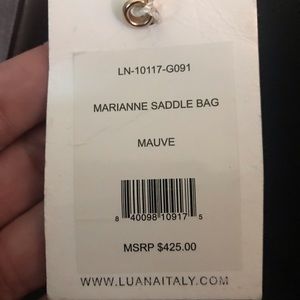 LN-10117-G091
MARIANNE SADDLE BAG
MAUVE
8 40098 10917 5
MSRP $425.00
WWW.LUANAITALY.COM